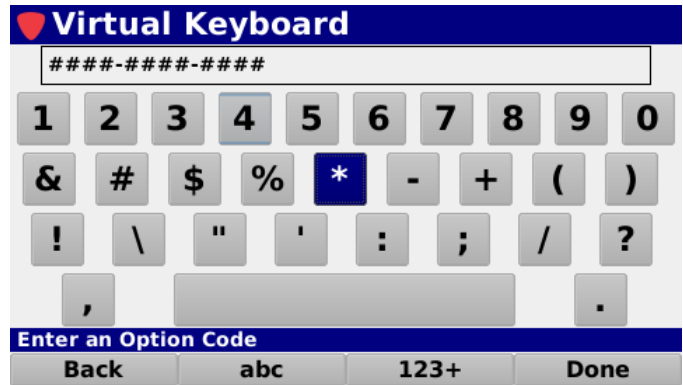 Virtual Keyboard
####-####-####
1 2 3 4 5 6 7 8 9 0
& # $ % * - + ( )
! \ " ' : ; / ?
, .
Enter an Option Code
Back abc 123+ Done